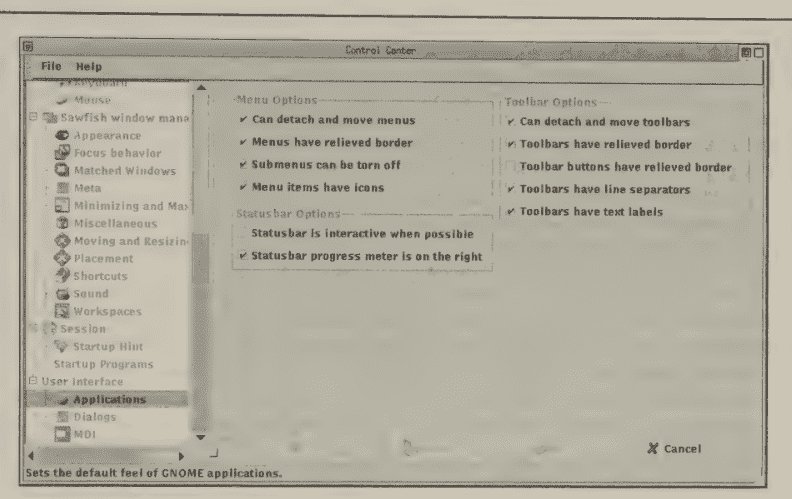 Control Center
File Help
Keyboard
Mouse
Sawfish window mana
Appearance
Focus behavior
Matched Windows
Meta
Minimizing and Max
Miscellaneous
Moving and Resizin
Placement
Shortcuts
Sound
Workspaces
Session
Startup Hint
Startup Programs
User Interface
Applications
Dialogs
MDI
Menu Options
Can detach and move menus
Menus have relieved border
Submenus can be torn off
Menu items have icons
Statusbar Options
Statusbar is interactive when possible
Statusbar progress meter is on the right
Toolbar Options
Can detach and move toolbars
Toolbars have relieved border
Toolbar buttons have relieved border
Toolbars have line separators
Toolbars have text labels
Cancel
Sets the default feel of GNOME applications.